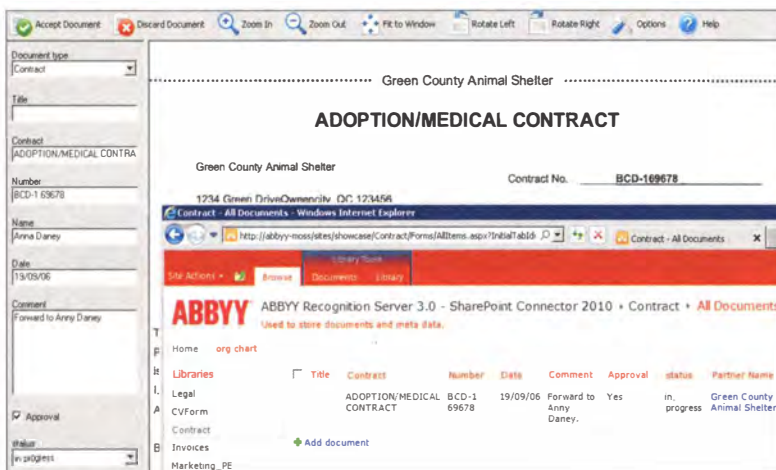 Accept Document Discard Document Zoom In Zoom Out Fit to Window Rotate Left Rotate Right Options Help
Document type
Contract
Title
Contract
ADOPTION/MEDICAL CONTRA
Number
BCD-1 69678
Name
Anna Daney
Date
19/09/06
Comment
Forward to Anny Daney
Approval
status
in progress
Green County Animal Shelter
ADOPTION/MEDICAL CONTRACT
Green County Animal Shelter
Contract No. BCD-169678
1234 Green DriveOwnencity, OC 123456
T
P
is
I.
A
B
Contract - All Documents - Windows Internet Explorer
http://abbyy-moss/sites/showcase/Contract/Forms/AllItems.aspx?InitialTabId Contract - All Documents X
Library Tools
Site Actions Browse Documents Library
ABBYY ABBYY Recognition Server 3.0 - SharePoint Connector 2010 Contract All Documents
Used to store documents and meta data.
Home org chart
Libraries
Legal
CVForm
Contract
Invoices
Marketing_PE
Title Contract Number Date Comment Approval status Partner Name
ADOPTION/MEDICAL BCD-1 19/09/06 Forward to Yes in, Green County
CONTRACT 69678 Anny progress Animal Shelter
Daney.
Add document